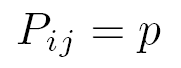 P_{ij} = p